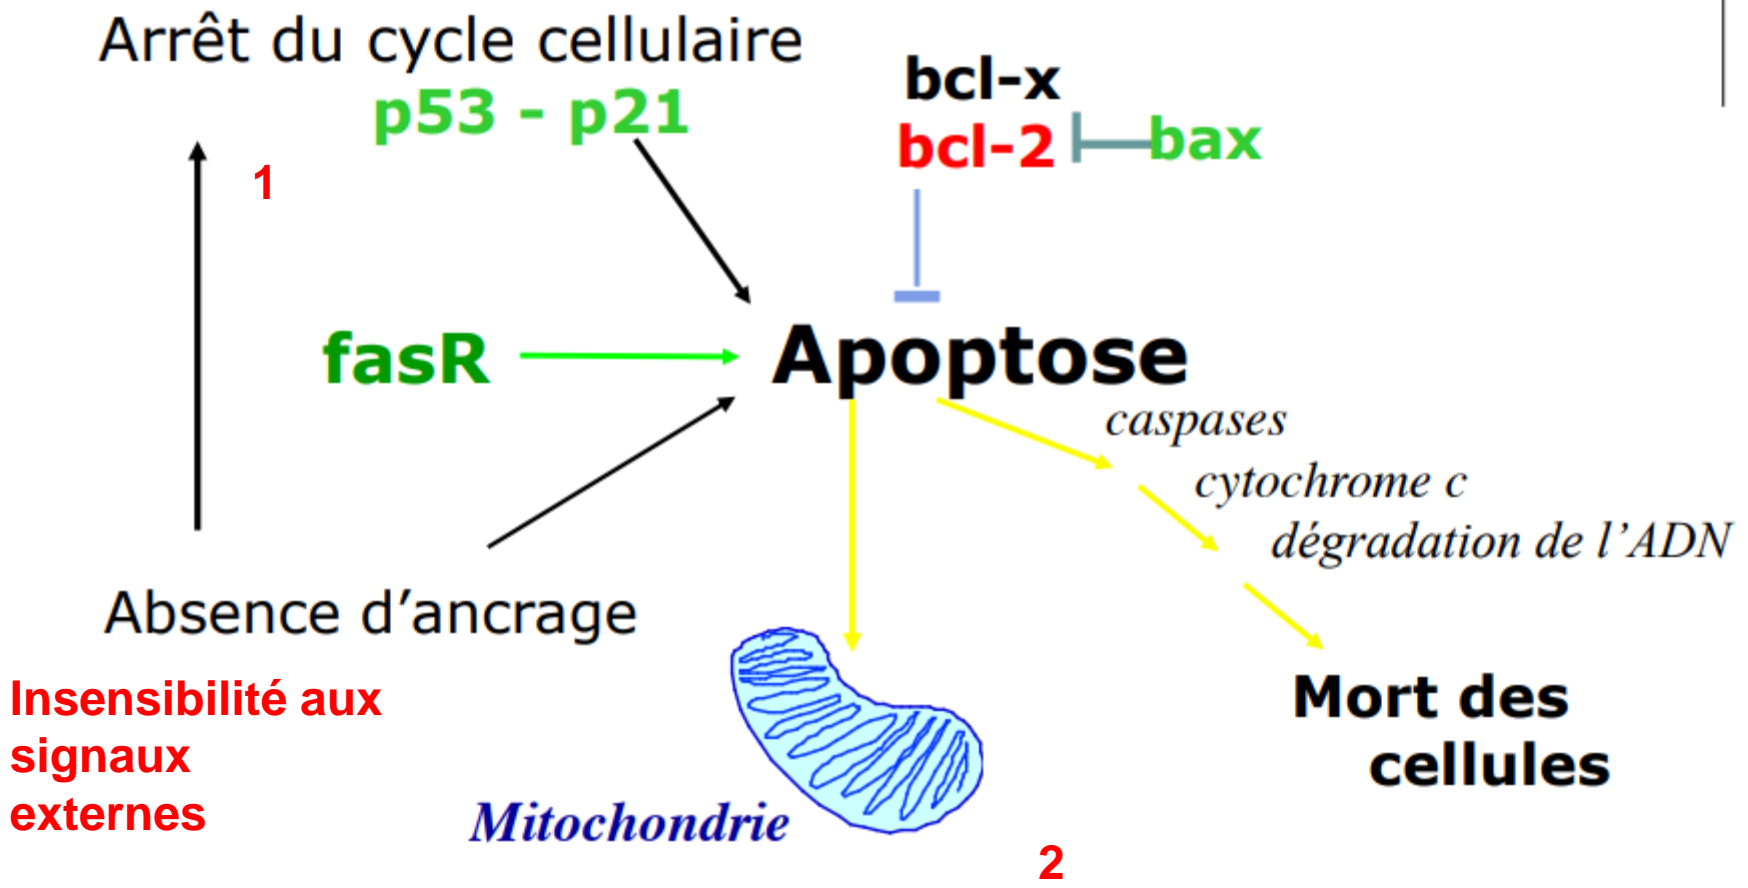 Arrêt du cycle cellulaire
p53 - p21
bcl-x
bcl-2
bax
1
fasR
Apoptose
caspases
cytochrome c
dégradation de l’ADN
Absence d’ancrage
Insensibilité aux
signaux
externes
Mitochondrie
Mort des
cellules
2